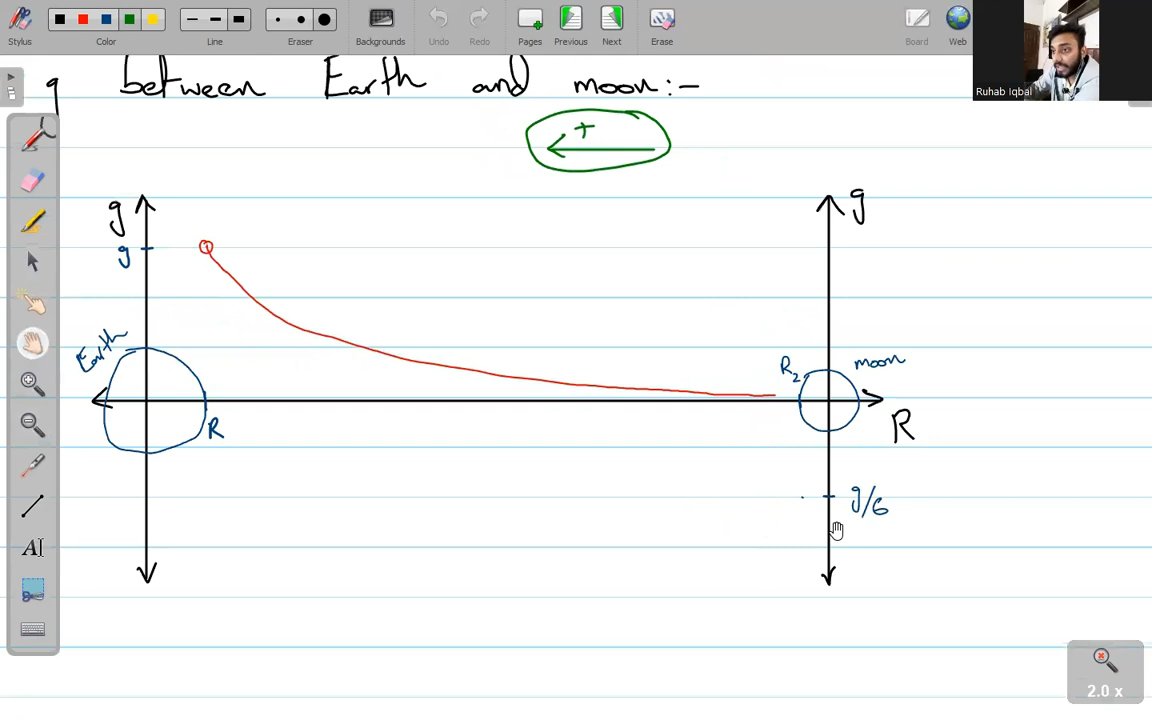 Stylus
Color
Line
Eraser
Backgrounds
Undo
Redo
Pages
Previous
Next
Erase
Board
Web
Ruhab Iqbal
g between Earth and moon:-
+
g
g
g
Earth
R
R2
moon
R
g/6
AI
2.0 x